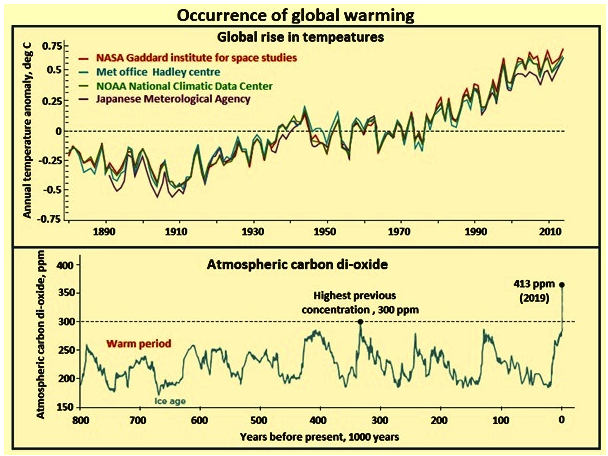 Occurrence of global warming
Global rise in tempeatures
NASA Gaddard institute for space studies
Met office Hadley centre
NOAA National Climatic Data Center
Japanese Meterological Agency
Annual temperature anomaly, deg C
0.75
0.5
0.25
0
-0.25
-0.5
-0.75
1890 1910 1930 1950 1970 1990 2010
Atmospheric carbon di-oxide
Atmospheric carbon di-oxide, ppm
400
350
300
250
200
150
Highest previous
concentration , 300 ppm
413 ppm
(2019)
Warm period
Ice age
800 700 600 500 400 300 200 100 0
Years before present, 1000 years